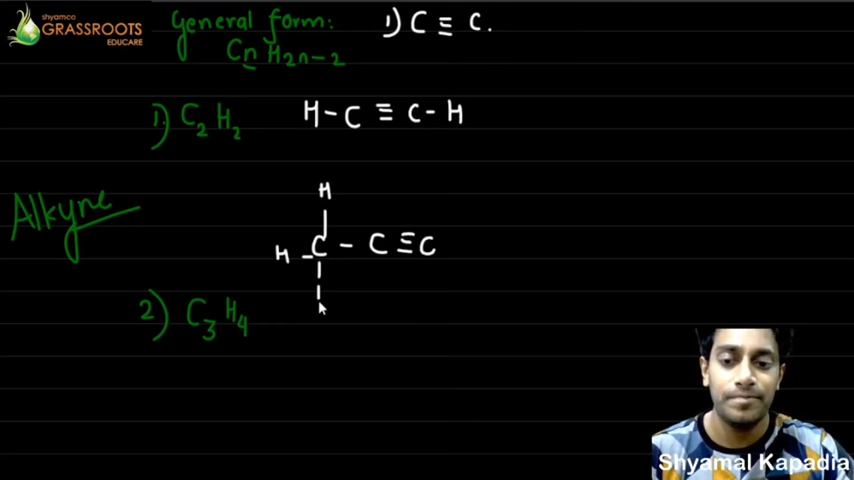 shyamco
GRASSROOTS
EDUCARE
General form:
CnH2n-2
1) C ≡ C.
1) C2H2
H - C ≡ C - H
Alkyne
H
H - C - C ≡ C
2) C3H4
Shyamal Kapadia